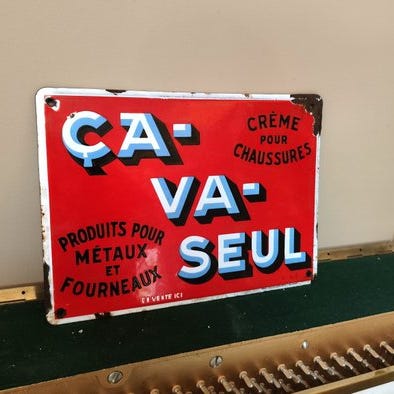 ÇA-
CRÈME
POUR
CHAUSSURES
VA-
SEUL
PRODUITS POUR
MÉTAUX
ET
FOURNEAUX
EN VENTE ICI